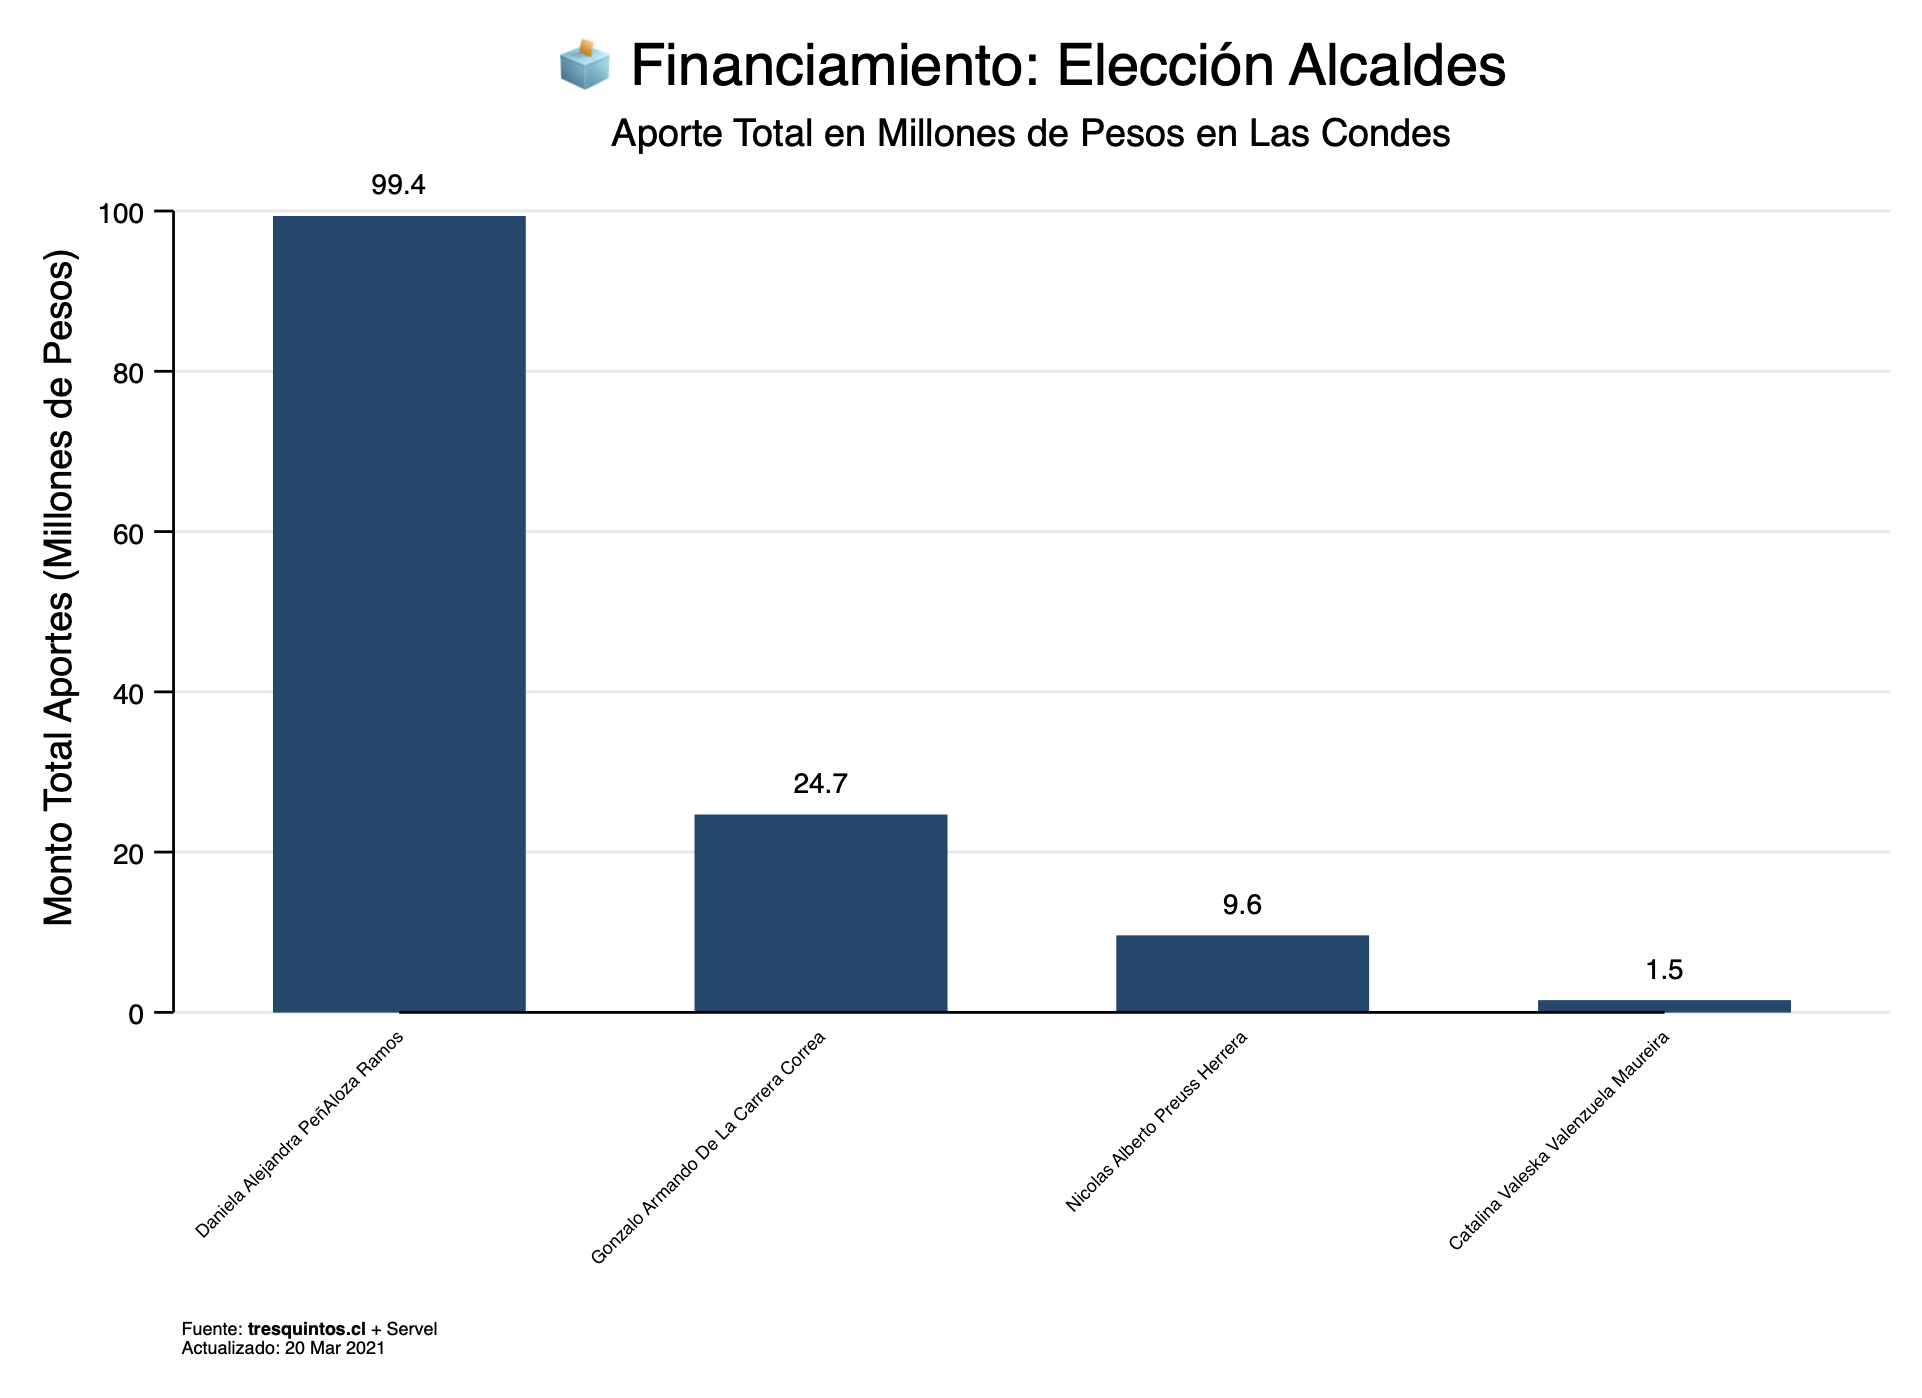 Financiamiento: Elección Alcaldes
Aporte Total en Millones de Pesos en Las Condes
Monto Total Aportes (Millones de Pesos)
100
80
60
40
20
0
99.4
24.7
9.6
1.5
Daniela Alejandra PeñAloza Ramos
Gonzalo Armando De La Carrera Correa
Nicolas Alberto Preuss Herrera
Catalina Valeska Valenzuela Maureira
Fuente: tresquintos.cl + Servel
Actualizado: 20 Mar 2021